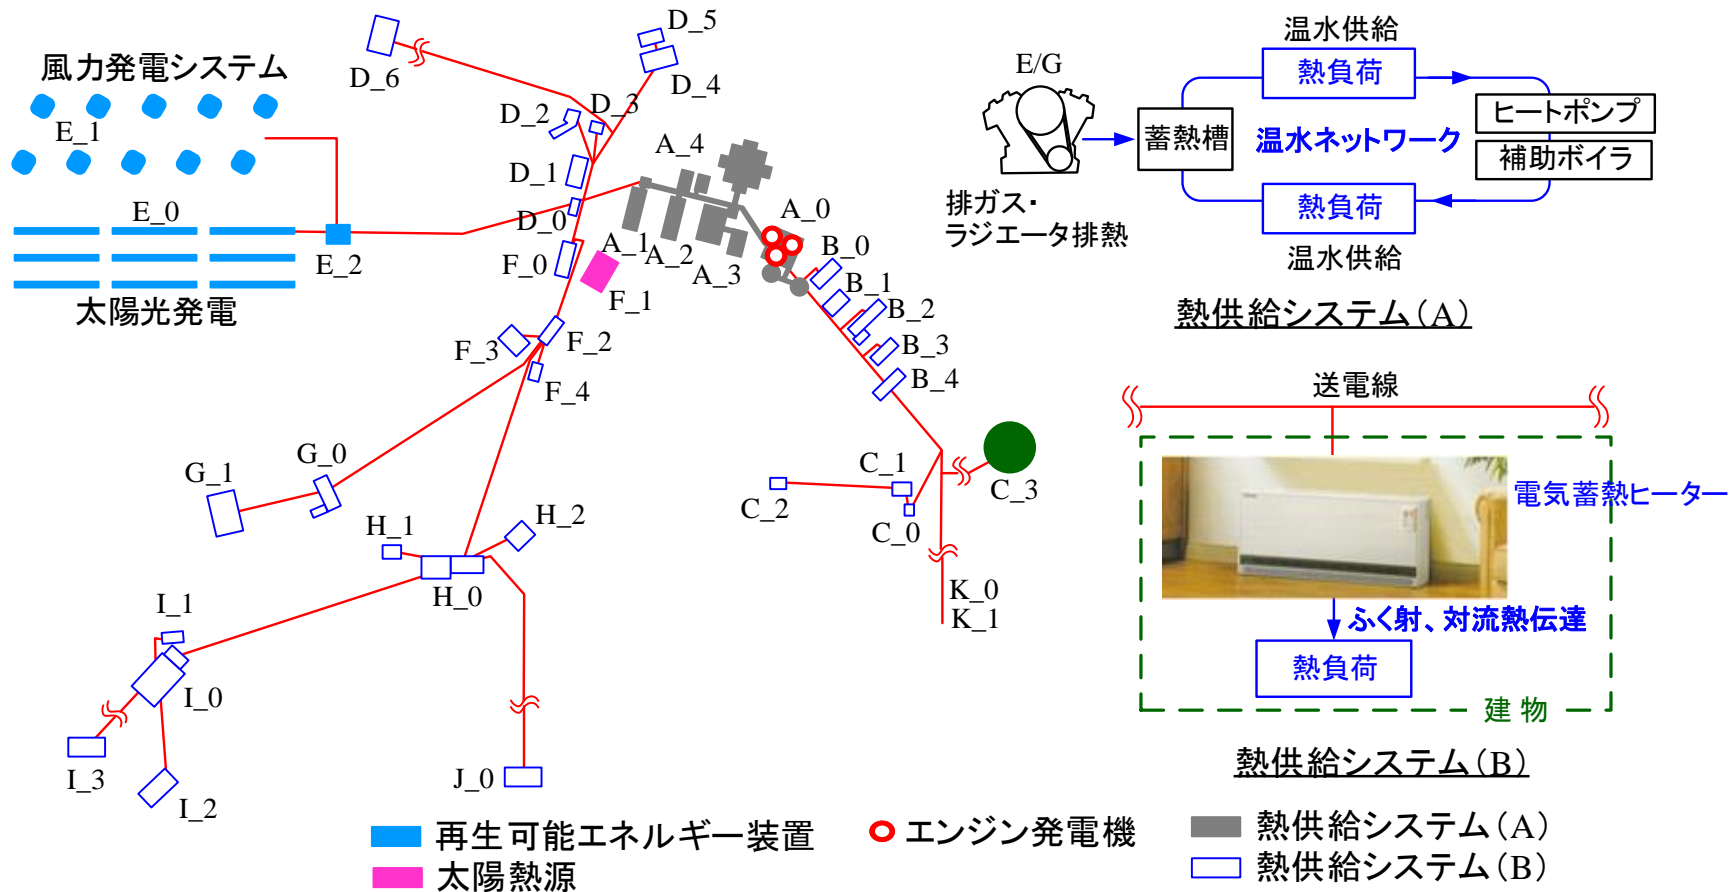 風力発電システム
E_1
E_0
太陽光発電
E_2
D_6
D_5
D_4
D_3
D_2
D_1
D_0
A_4
A_0
A_1
A_2
A_3
F_0
F_1
F_2
F_3
F_4
B_0
B_1
B_2
B_3
B_4
G_0
G_1
C_1
C_2
C_0
C_3
H_1
H_2
H_0
K_0
K_1
I_1
I_0
I_3
I_2
J_0
E/G
排ガス・
ラジエータ排熱
蓄熱槽
温水供給
熱負荷
温水ネットワーク
ヒートポンプ
補助ボイラ
熱負荷
温水供給
熱供給システム(A)
送電線
電気蓄熱ヒーター
ふく射、対流熱伝達
熱負荷
建物
熱供給システム(B)
再生可能エネルギー装置
太陽熱源
エンジン発電機
熱供給システム(A)
熱供給システム(B)